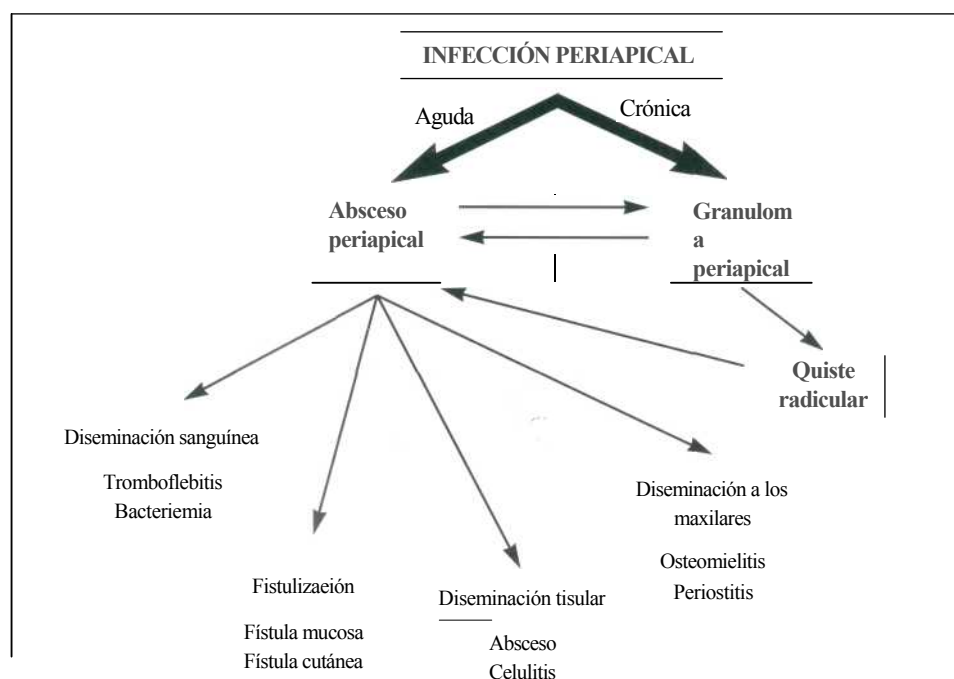 INFECCIÓN PERIAPICAL
Aguda
Crónica
Absceso
periapical
Granulom
a
periapical
Quiste
radicular
Diseminación sanguínea
Tromboflebitis
Bacteriemia
Diseminación a los
maxilares
Osteomielitis
Periostitis
Fistulizaeión
Fístula mucosa
Fístula cutánea
Diseminación tisular
Absceso
Celulitis